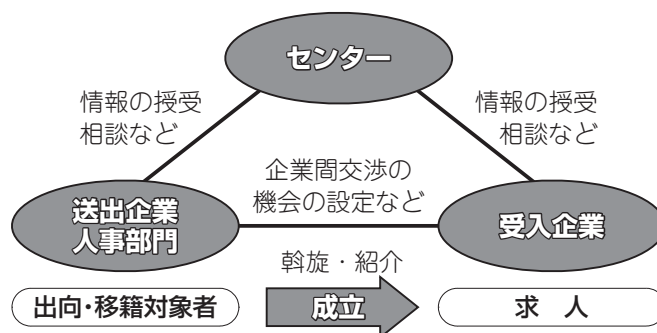 センター
情報の授受
相談など
情報の授受
相談など
企業間交渉の
機会の設定など
送出企業
人事部門
受入企業
斡旋・紹介
出向・移籍対象者
成立
求　人